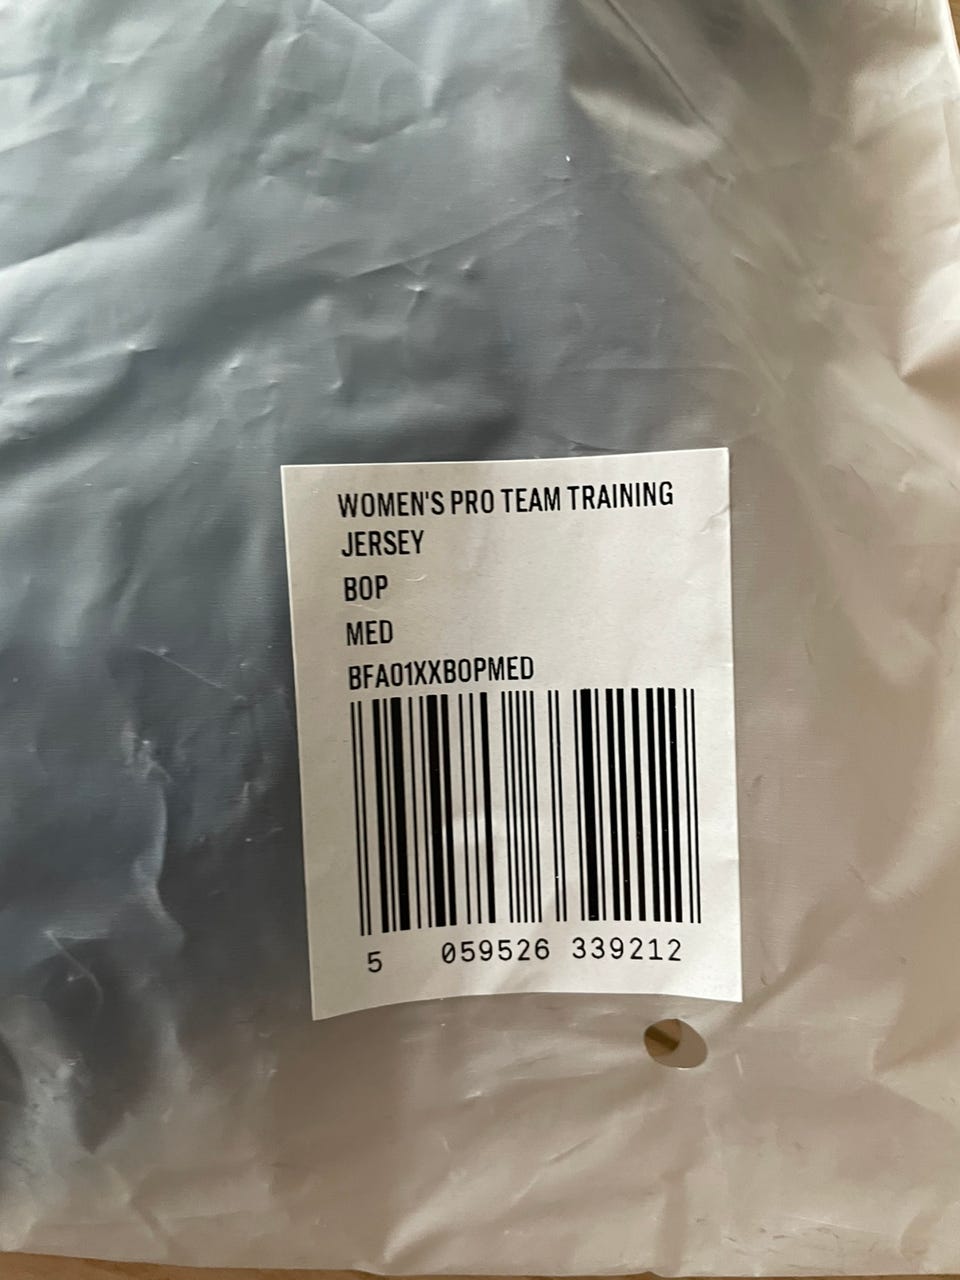 WOMEN'S PRO TEAM TRAINING
JERSEY
BOP
MED
BFA01XXBOPMED
5 059526 339212